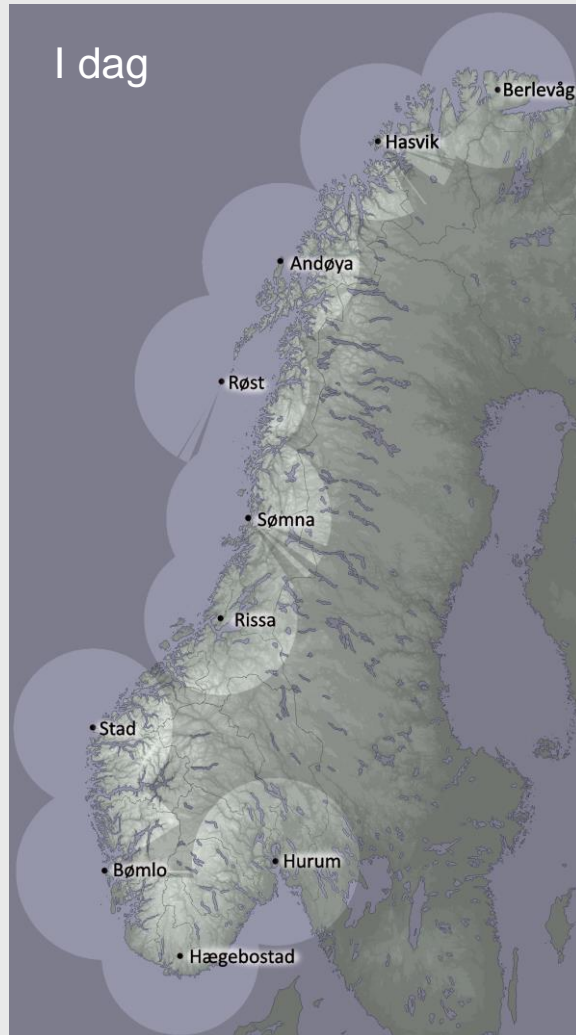 I dag
Berlevåg
Hasvik
Andøya
Røst
Sømna
Rissa
Stad
Bømlo
Hurum
Hægebostad